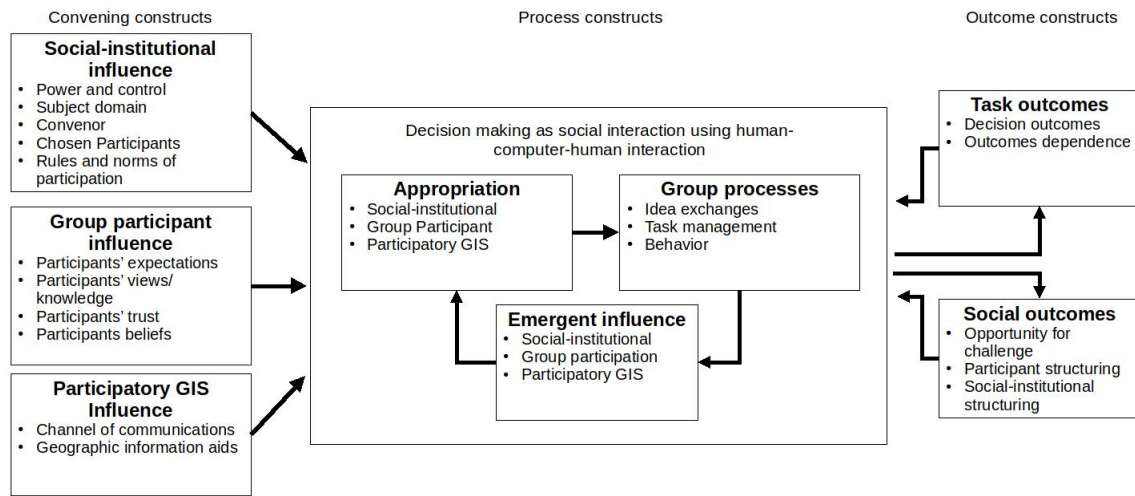 Convening constructs
Process constructs
Outcome constructs
Social-institutional
influence
• Power and control
• Subject domain
• Convenor
• Chosen Participants
• Rules and norms of
participation
Group participant
influence
• Participants’ expectations
• Participants’ views/
knowledge
• Participants’ trust
• Participants beliefs
Participatory GIS
Influence
• Channel of communications
• Geographic information aids
Decision making as social interaction using human-
computer-human interaction
Appropriation
• Social-institutional
• Group Participant
• Participatory GIS
Group processes
• Idea exchanges
• Task management
• Behavior
Emergent influence
• Social-institutional
• Group participation
• Participatory GIS
Task outcomes
• Decision outcomes
• Outcomes dependence
Social outcomes
• Opportunity for
challenge
• Participant structuring
• Social-institutional
structuring